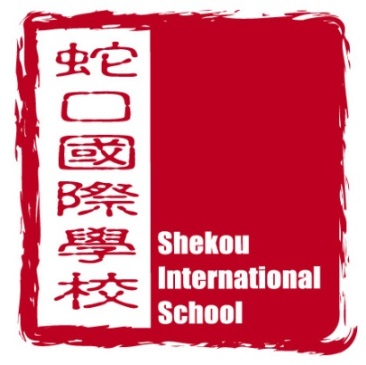 蛇口國際學校
Shekou
International
School